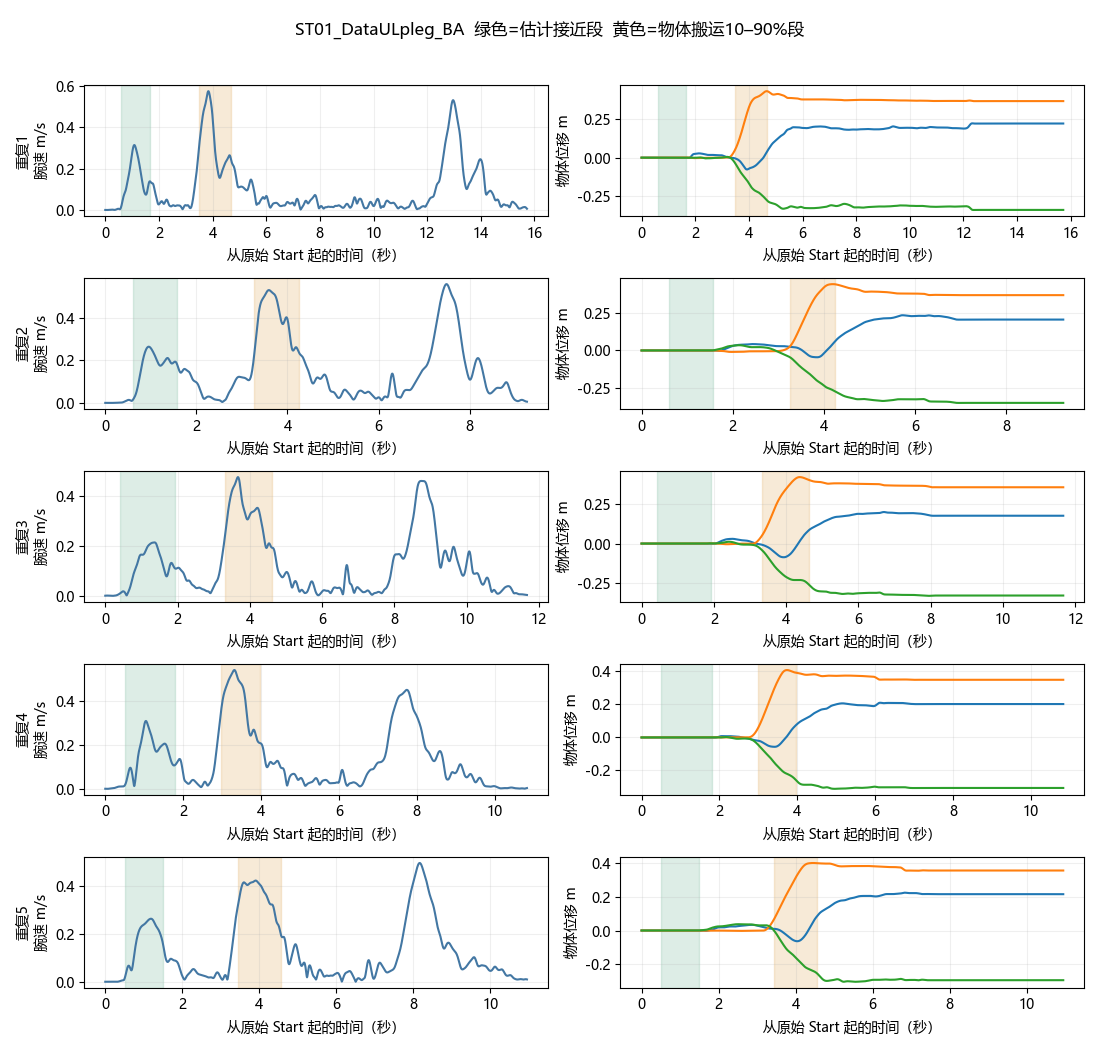 ST01_DataULpleg_BA 绿色=估计接近段 黄色=物体搬运10–90%段
重复1
腕速 m/s
0.6
0.4
0.2
0.0
0 2 4 6 8 10 12 14 16
从原始 Start 起的时间（秒）
物体位移 m
0.25
0.00
-0.25
0 2 4 6 8 10 12 14 16
从原始 Start 起的时间（秒）
重复2
腕速 m/s
0.4
0.2
0.0
0 2 4 6 8
从原始 Start 起的时间（秒）
物体位移 m
0.25
0.00
-0.25
0 2 4 6 8
从原始 Start 起的时间（秒）
重复3
腕速 m/s
0.4
0.2
0.0
0 2 4 6 8 10 12
从原始 Start 起的时间（秒）
物体位移 m
0.25
0.00
-0.25
0 2 4 6 8 10 12
从原始 Start 起的时间（秒）
重复4
腕速 m/s
0.4
0.2
0.0
0 2 4 6 8 10
从原始 Start 起的时间（秒）
物体位移 m
0.4
0.2
0.0
-0.2
0 2 4 6 8 10
从原始 Start 起的时间（秒）
重复5
腕速 m/s
0.4
0.2
0.0
0 2 4 6 8 10
从原始 Start 起的时间（秒）
物体位移 m
0.4
0.2
0.0
-0.2
0 2 4 6 8 10
从原始 Start 起的时间（秒）